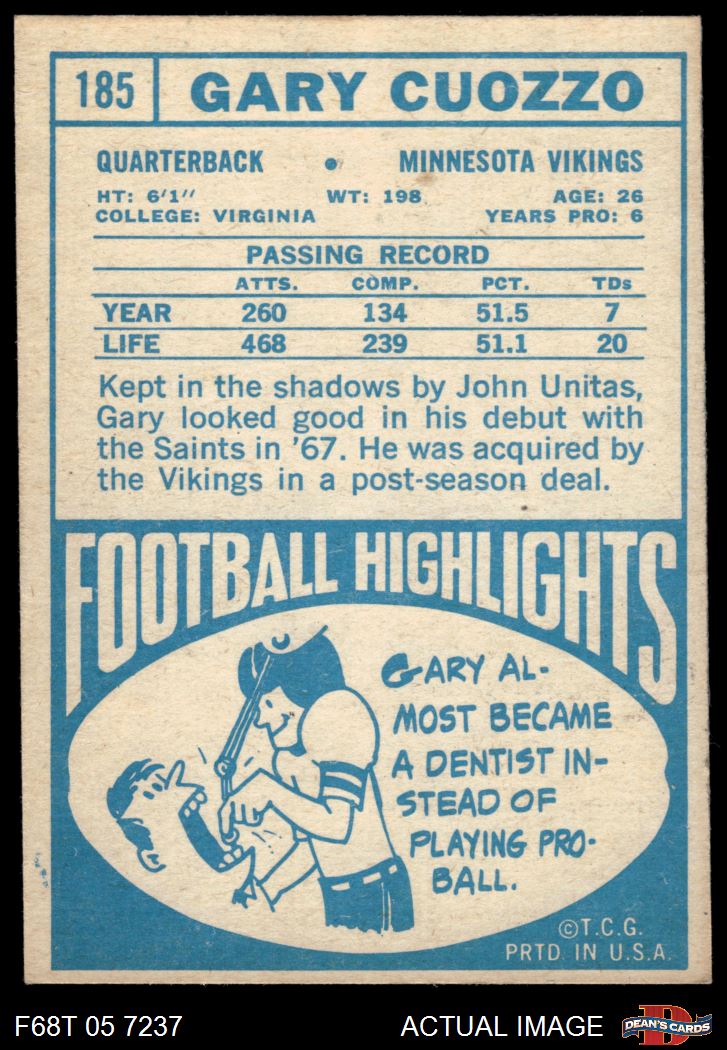 185 GARY CUOZZO
QUARTERBACK • MINNESOTA VIKINGS
HT: 6'1" WT: 198 AGE: 26
COLLEGE: VIRGINIA YEARS PRO: 6
PASSING RECORD
ATTS. COMP. PCT. TDs
YEAR 260 134 51.5 7
LIFE 468 239 51.1 20
Kept in the shadows by John Unitas,
Gary looked good in his debut with
the Saints in '67. He was acquired by
the Vikings in a post-season deal.
FOOTBALL HIGHLIGHTS
GARY AL-
MOST BECAME
A DENTIST IN-
STEAD OF
PLAYING PRO-
BALL.
©T.C.G.
PRTD. IN U.S.A.
F68T 05 7237 ACTUAL IMAGE D DEAN'S CARDS